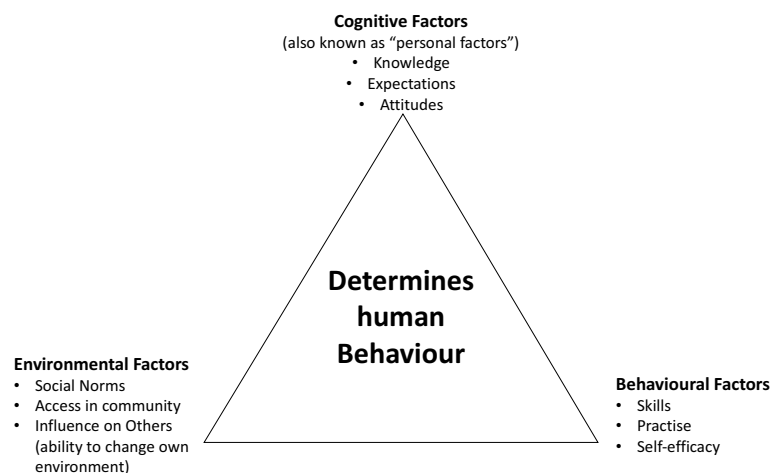 Cognitive Factors
(also known as “personal factors”)
• Knowledge
• Expectations
• Attitudes
Determines
human
Behaviour
Environmental Factors
• Social Norms
• Access in community
• Influence on Others
(ability to change own
environment)
Behavioural Factors
• Skills
• Practise
• Self-efficacy